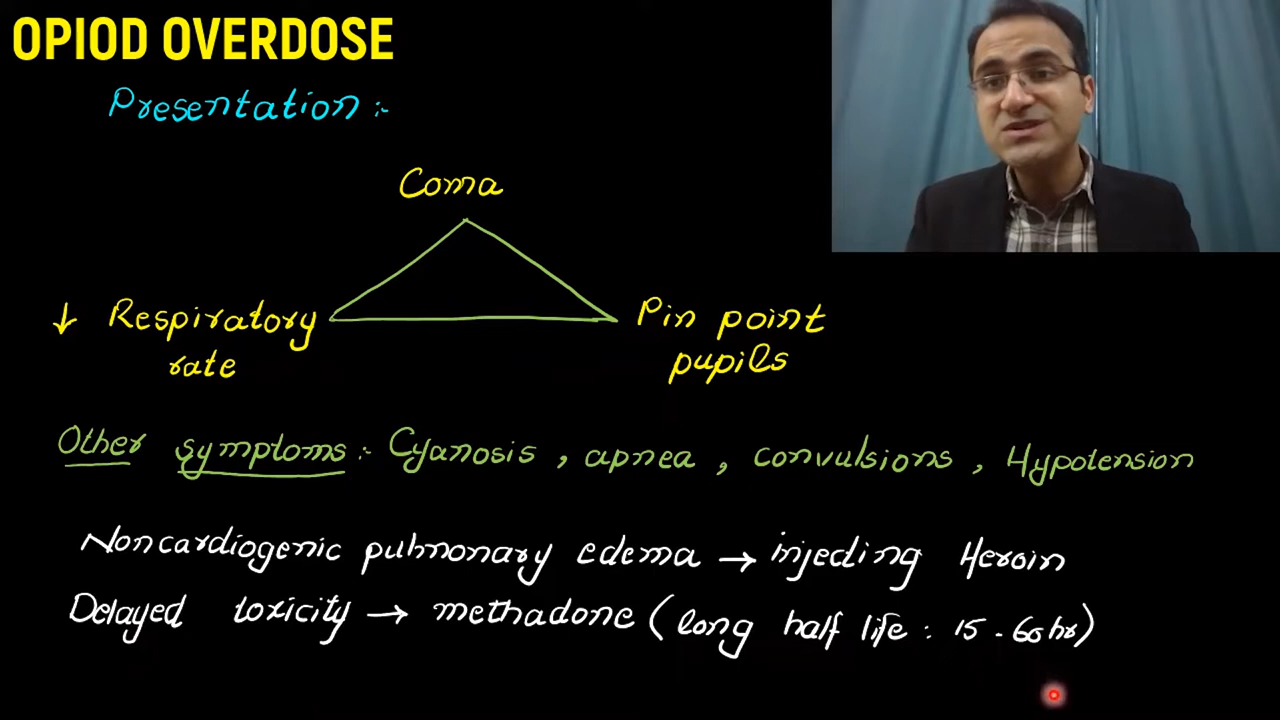 OPIOD OVERDOSE
Presentation :-
Coma
↓ Respiratory rate
Pin point pupils
Other symptoms :- Cyanosis , apnea , convulsions , Hypotension
Noncardiogenic pulmonary edema → injecting Heroin
Delayed toxicity → methadone (long half life : 15 - 60 hr)